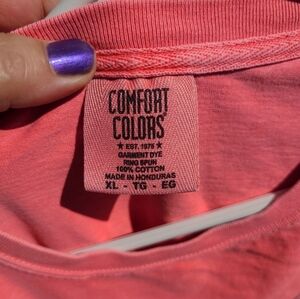 COMFORT
COLORS®
★ EST. 1975 ★
GARMENT DYE
RING SPUN
100% COTTON
MADE IN HONDURAS
XL - TG - EG